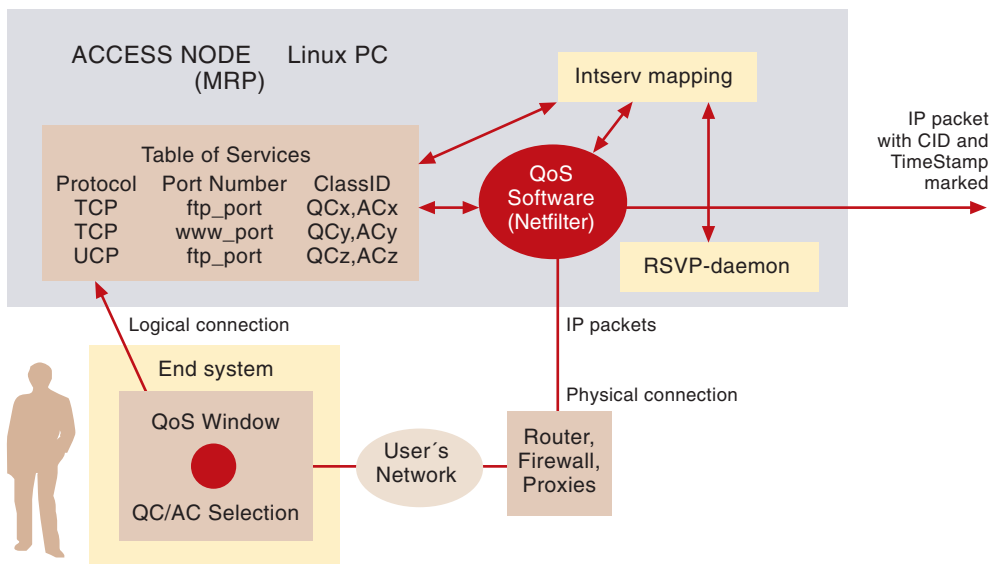 ACCESS NODE Linux PC
(MRP)
Intserv mapping
IP packet
with CID and
TimeStamp
marked
Table of Services
Protocol Port Number ClassID
TCP ftp_port QCx,ACx
TCP www_port QCy,ACy
UCP ftp_port QCz,ACz
QoS
Software
(Netfilter)
RSVP-daemon
Logical connection
IP packets
End system
Physical connection
QoS Window
QC/AC Selection
User´s
Network
Router,
Firewall,
Proxies